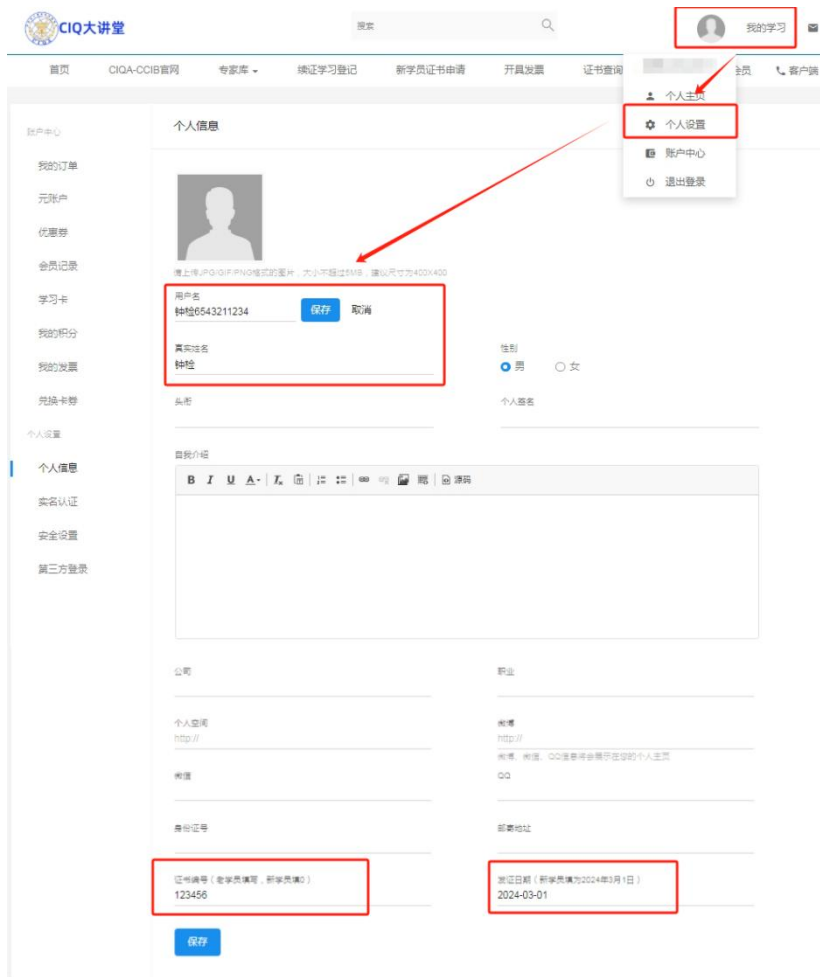 CIQ大讲堂
搜索
我的学习
首页
CIQA-CCIB官网
专家库
续证学习登记
新学员证书申请
开具发票
证书查询
会员
客户端
个人主页
个人设置
账户中心
退出登录
账户中心
我的订单
元账户
优惠券
会员记录
学习卡
我的积分
我的发票
兑换卡券
个人设置
个人信息
实名认证
安全设置
第三方登录
个人信息
请上传JPG/GIF/PNG格式的图片，大小不超过5MB，建议尺寸为400X400
用户名
钟检6543211234
保存
取消
真实姓名
钟检
性别
男
女
头衔
个人签名
自我介绍
B I U A
源码
公司
职业
个人空间
http://
微博
http://
微博、微信、QQ信息将会展示在您的个人主页
微信
QQ
身份证号
邮寄地址
证书编号（老学员填写，新学员填0）
123456
发证日期（新学员填为2024年3月1日）
2024-03-01
保存